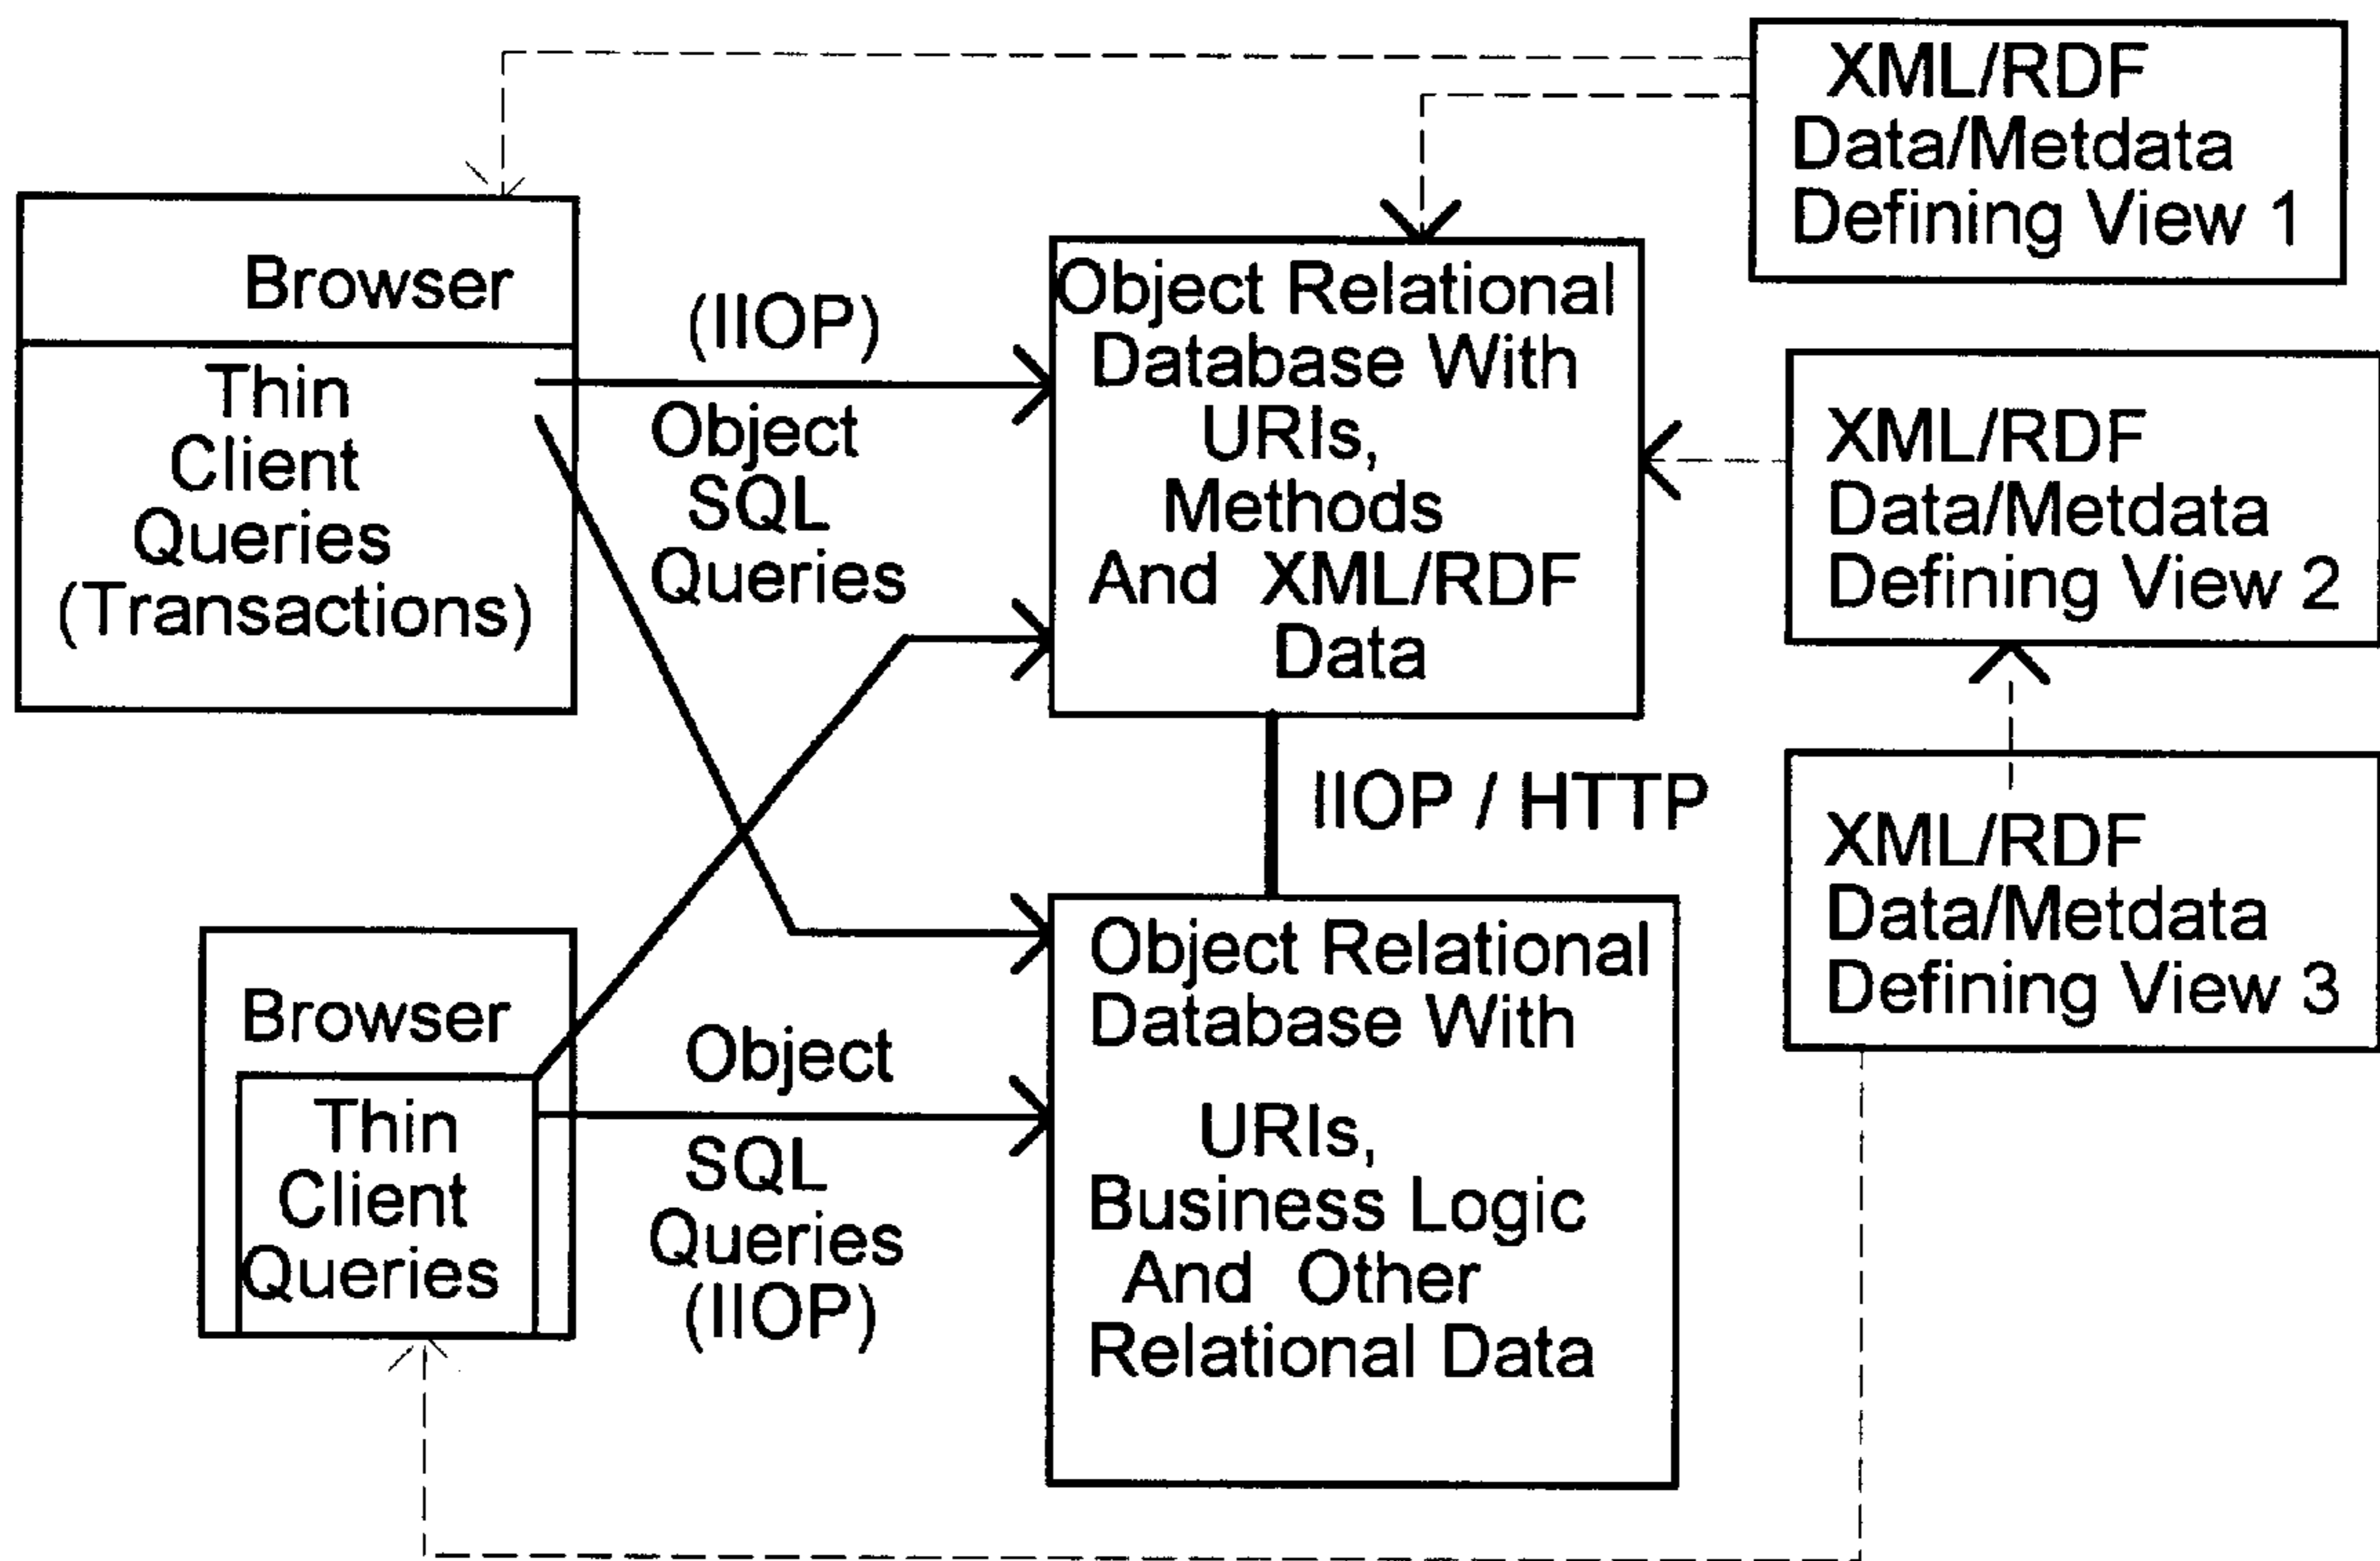 XML/RDF
Data/Metdata
Defining View 1
Browser
Thin
Client
Queries
(Transactions)
(IIOP)
Object
SQL
Queries
Object Relational
Database With
URIs,
Methods
And XML/RDF
Data
XML/RDF
Data/Metdata
Defining View 2
IIOP / HTTP
XML/RDF
Data/Metdata
Defining View 3
Browser
Thin
Client
Queries
Object
SQL
Queries
(IIOP)
Object Relational
Database With
URIs,
Business Logic
And Other
Relational Data